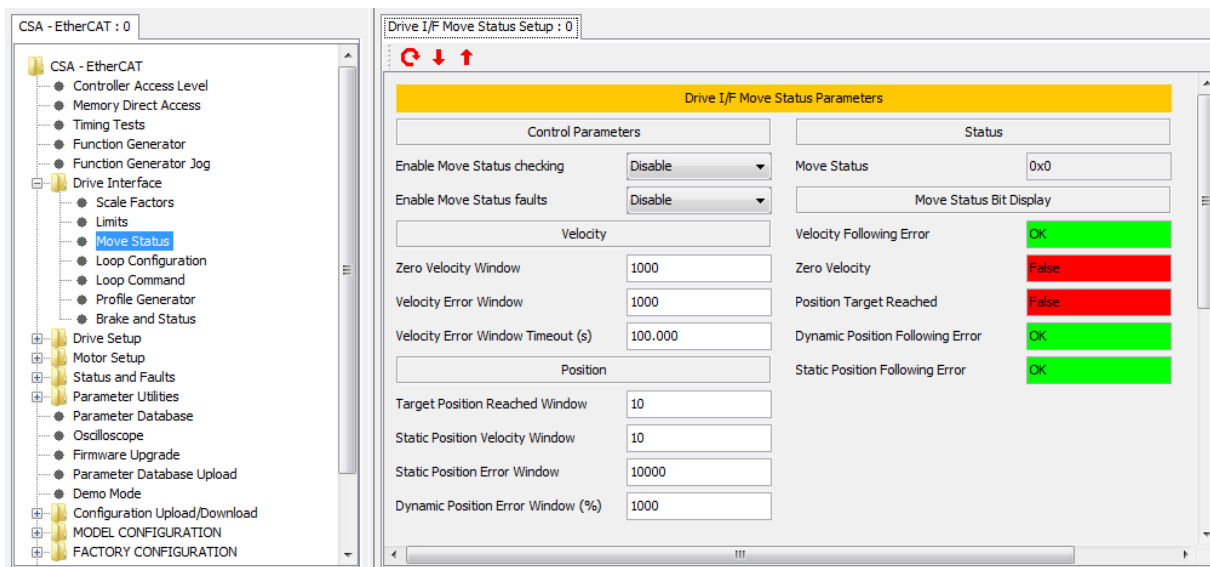 CSA - EtherCAT : 0
CSA - EtherCAT
Controller Access Level
Memory Direct Access
Timing Tests
Function Generator
Function Generator Jog
Drive Interface
Scale Factors
Limits
Move Status
Loop Configuration
Loop Command
Profile Generator
Brake and Status
Drive Setup
Motor Setup
Status and Faults
Parameter Utilities
Parameter Database
Oscilloscope
Firmware Upgrade
Parameter Database Upload
Demo Mode
Configuration Upload/Download
MODEL CONFIGURATION
FACTORY CONFIGURATION
Drive I/F Move Status Setup : 0
Drive I/F Move Status Parameters
Control Parameters
Enable Move Status checking Disable
Enable Move Status faults Disable
Velocity
Zero Velocity Window 1000
Velocity Error Window 1000
Velocity Error Window Timeout (s) 100.000
Position
Target Position Reached Window 10
Static Position Velocity Window 10
Static Position Error Window 10000
Dynamic Position Error Window (%) 1000
Status
Move Status 0x0
Move Status Bit Display
Velocity Following Error OK
Zero Velocity False
Position Target Reached False
Dynamic Position Following Error OK
Static Position Following Error OK